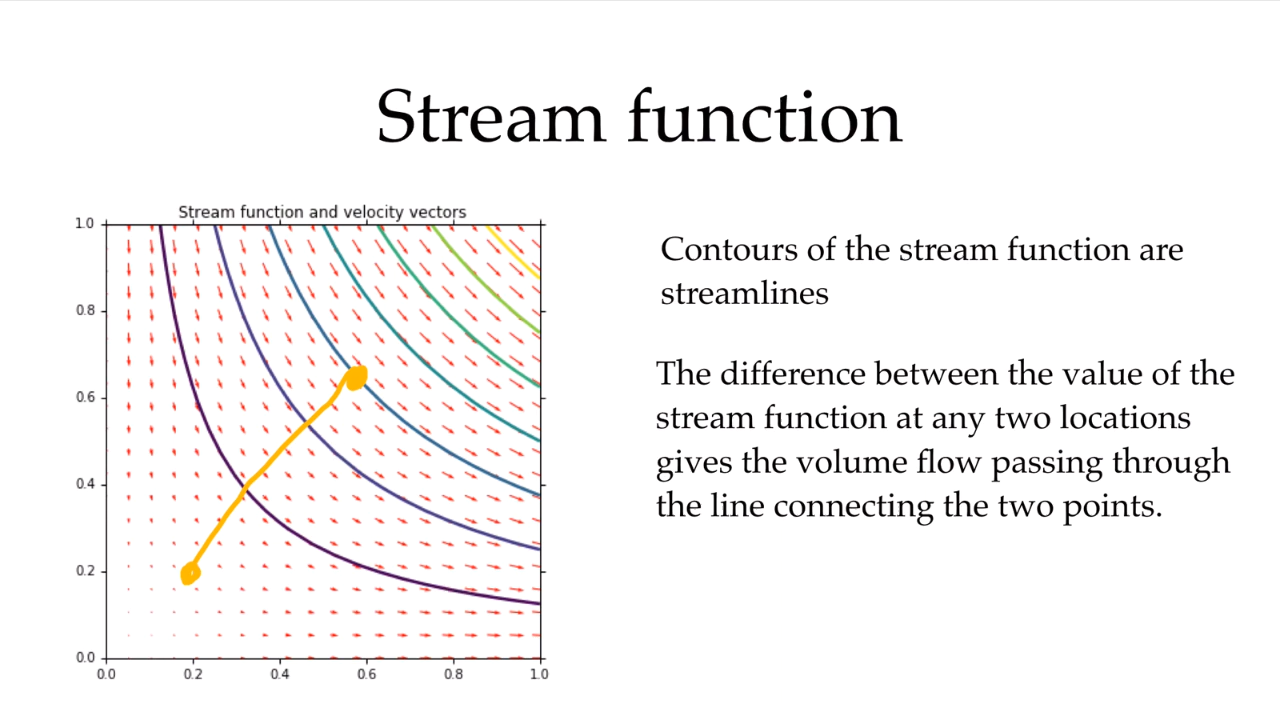 Stream function
Stream function and velocity vectors
1.0
0.8
0.6
0.4
0.2
0.0
0.0 0.2 0.4 0.6 0.8 1.0
Contours of the stream function are
streamlines
The difference between the value of the
stream function at any two locations
gives the volume flow passing through
the line connecting the two points.